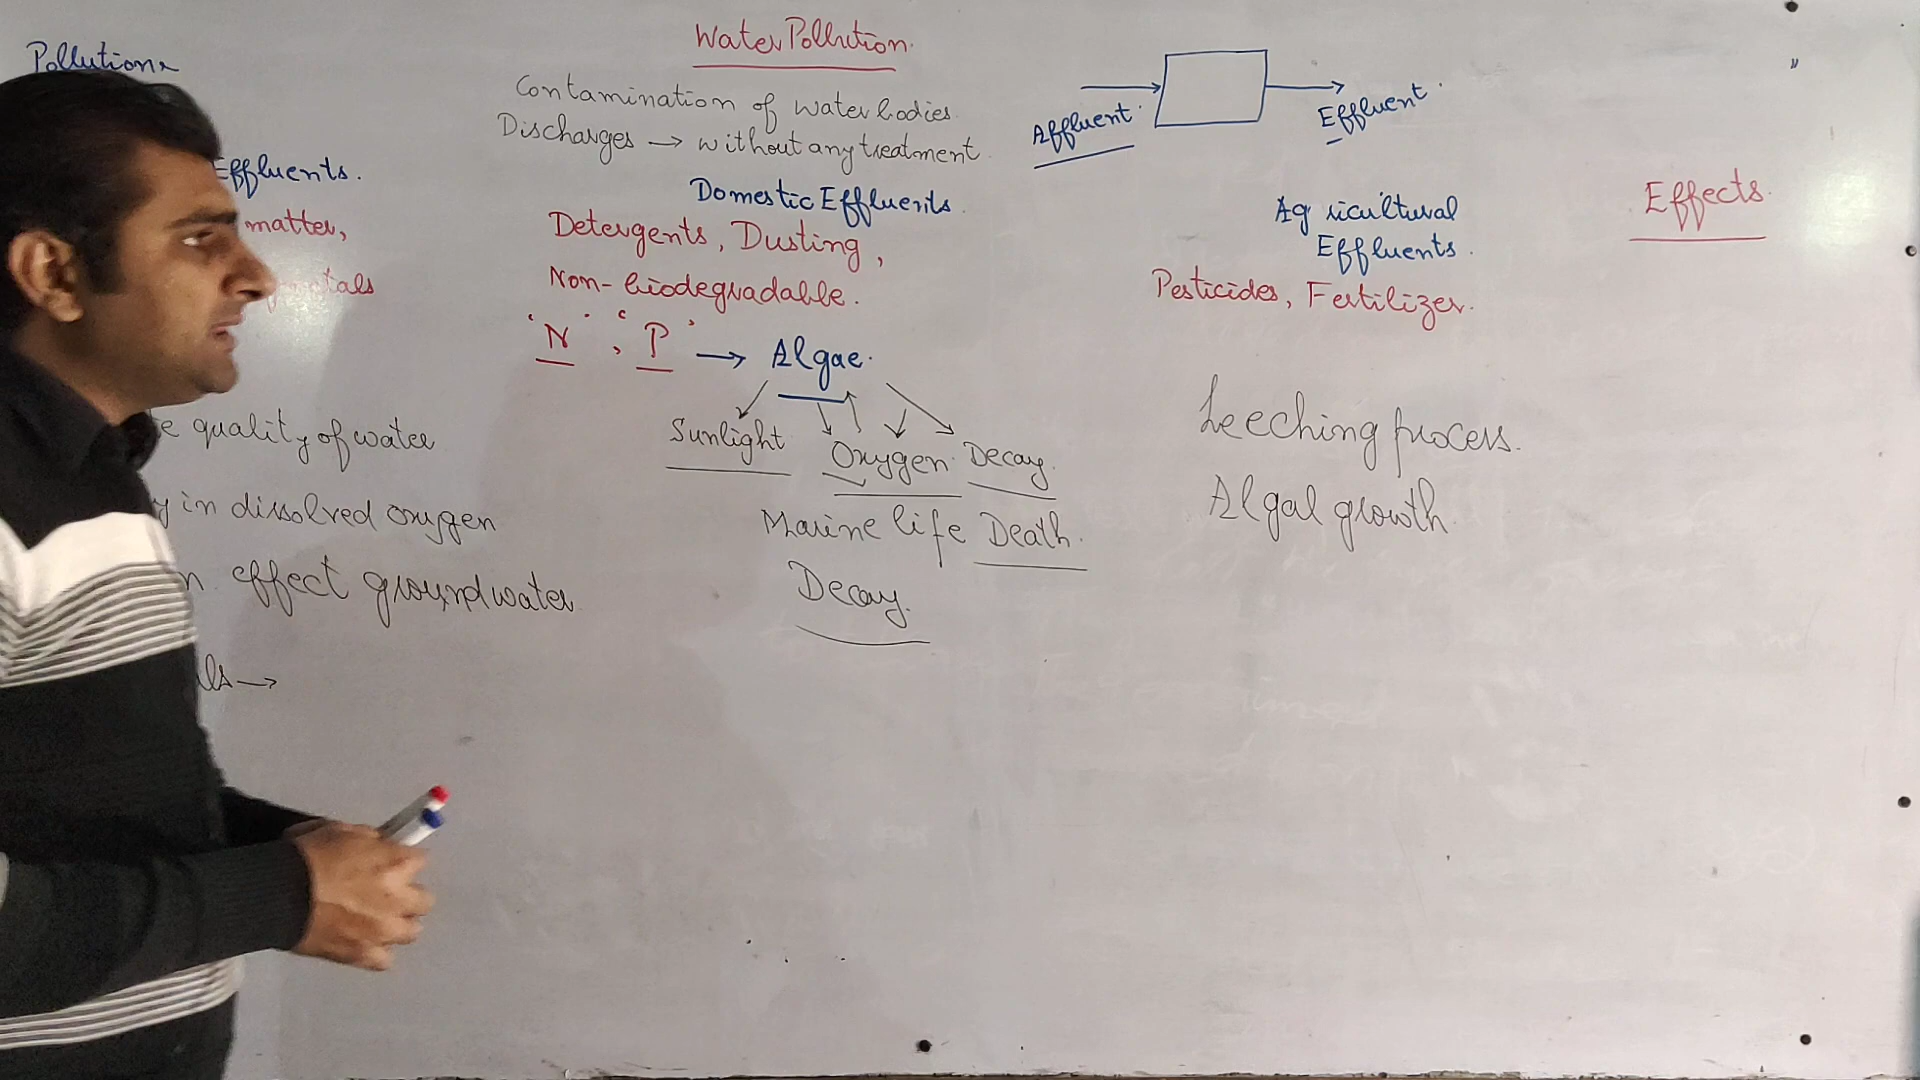 Water Pollution.
Pollution
Contamination of water bodies.
Discharges → without any treatment.
Affluent.
Effluent.
Effluents.
matter,
Domestic Effluents.
Detergents, Dusting,
Non-biodegradable.
'N', 'P' → Algae.
Sunlight Oxygen. Decay.
Marine life Death.
Decay.
quality of water
in dissolved oxygen
effect groundwater
Agricultural
Effluents.
Pesticides, Fertilizer.
Leeching process.
Algal growth.
Effects.